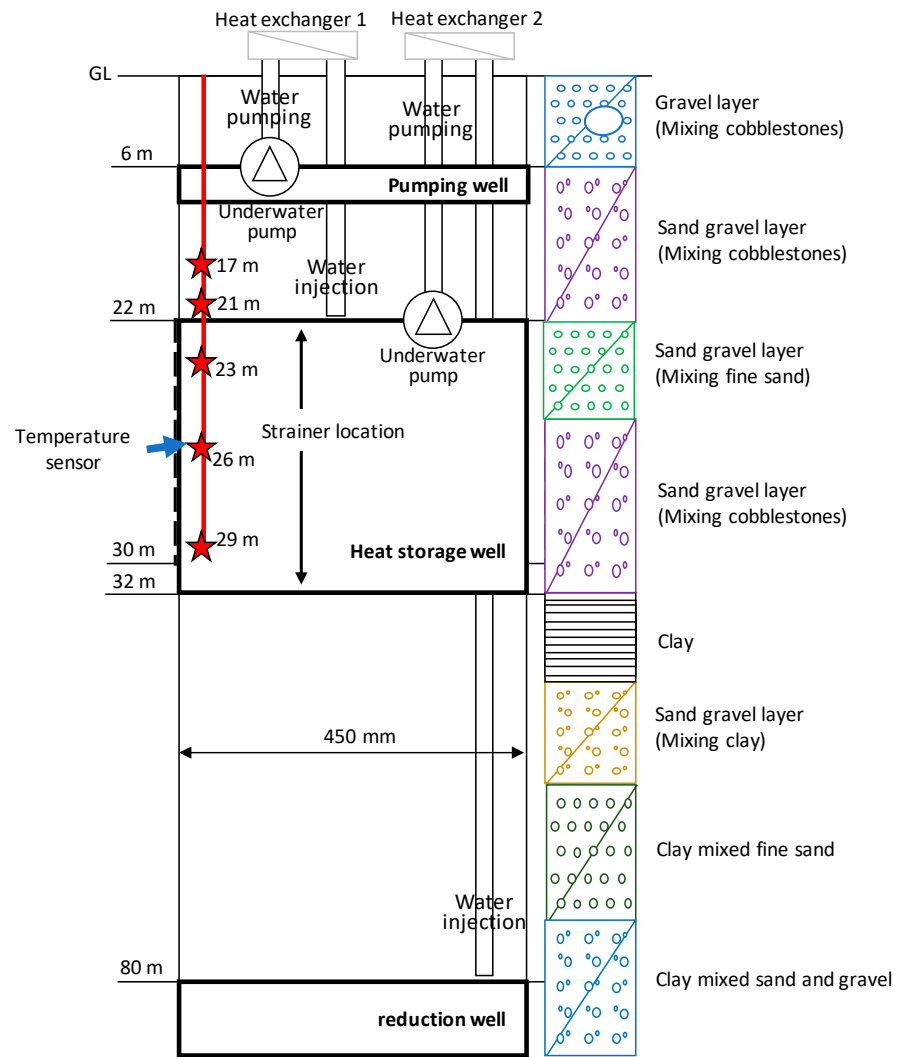 Heat exchanger 1
Heat exchanger 2
GL
Water
pumping
Water
pumping
Gravel layer
(Mixing cobblestones)
6 m
Pumping well
Underwater
pump
Sand gravel layer
(Mixing cobblestones)
17 m
Water
injection
21 m
22 m
Underwater
pump
23 m
Sand gravel layer
(Mixing fine sand)
Strainer location
Temperature
sensor
26 m
Sand gravel layer
(Mixing cobblestones)
29 m
30 m
Heat storage well
32 m
Clay
Sand gravel layer
(Mixing clay)
450 mm
Clay mixed fine sand
Water
injection
80 m
Clay mixed sand and gravel
reduction well